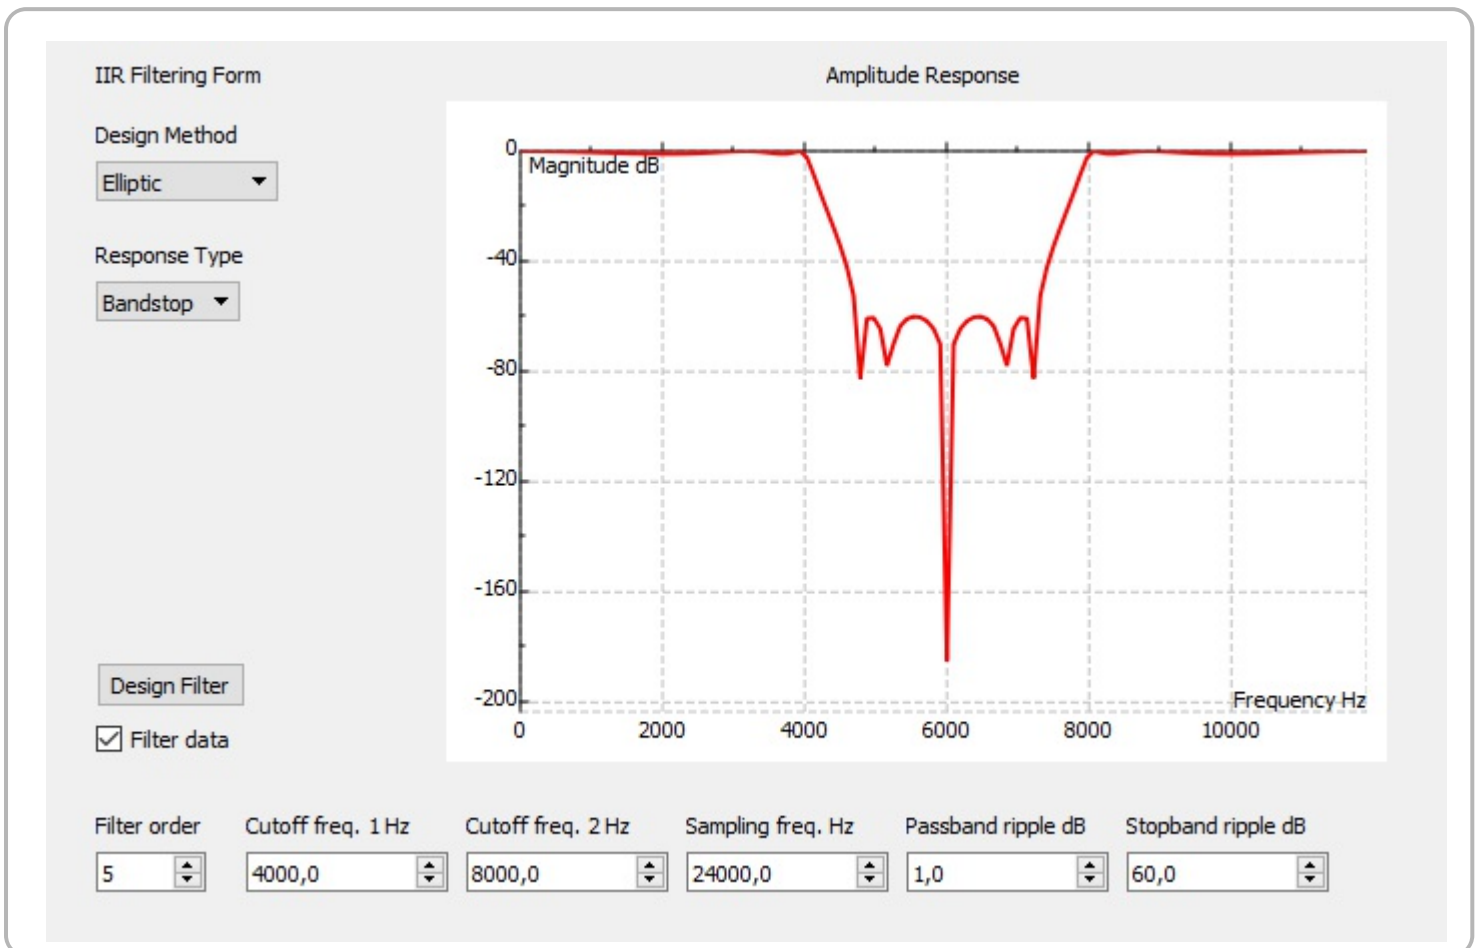 IIR Filtering Form
Amplitude Response
Design Method
Elliptic
Response Type
Bandstop
Magnitude dB
0
-40
-80
-120
-160
-200
Frequency Hz
0 2000 4000 6000 8000 10000
Design Filter
Filter data
Filter order Cutoff freq. 1 Hz Cutoff freq. 2 Hz Sampling freq. Hz Passband ripple dB Stopband ripple dB
5 4000,0 8000,0 24000,0 1,0 60,0